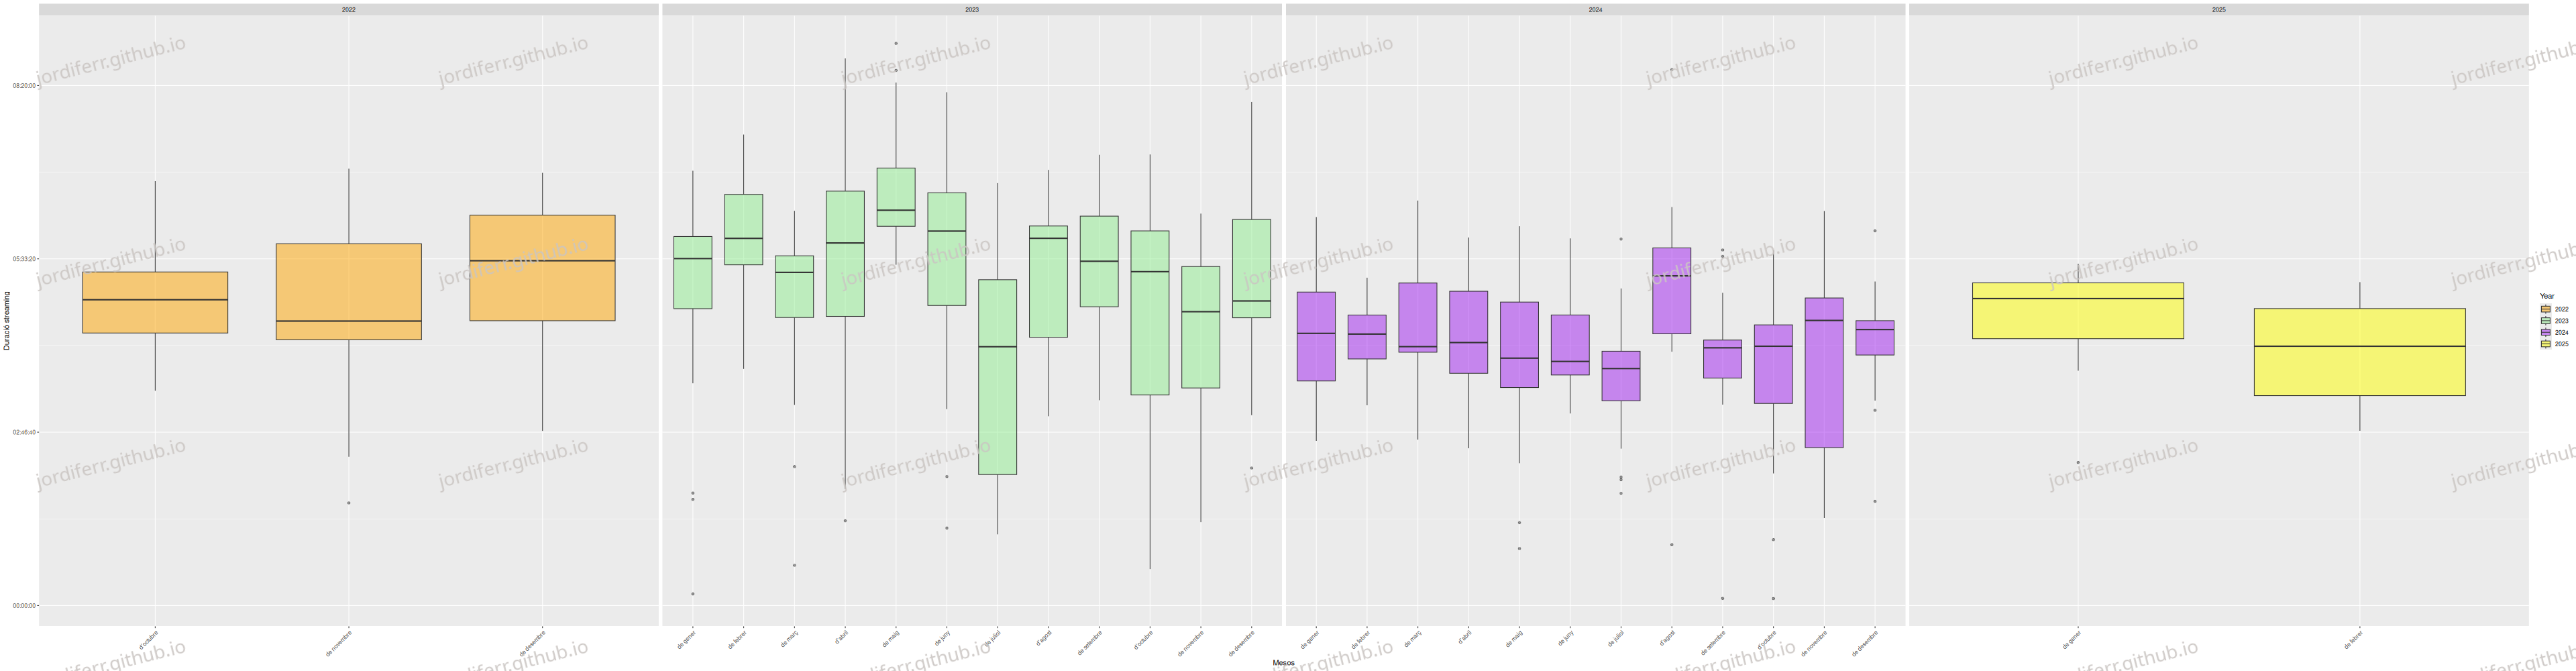 2022
2023
2024
2025
Duració streaming
08:20:00
05:33:20
02:46:40
00:00:00
d'octubre
de novembre
de desembre
de gener
de febrer
de març
d'abril
de maig
de juny
de juliol
d'agost
de setembre
d'octubre
de novembre
de desembre
de gener
de febrer
de març
d'abril
de maig
de juny
de juliol
d'agost
de setembre
d'octubre
de novembre
de desembre
de gener
de febrer
Mesos
Year
2022
2023
2024
2025
jordiferr.github.io